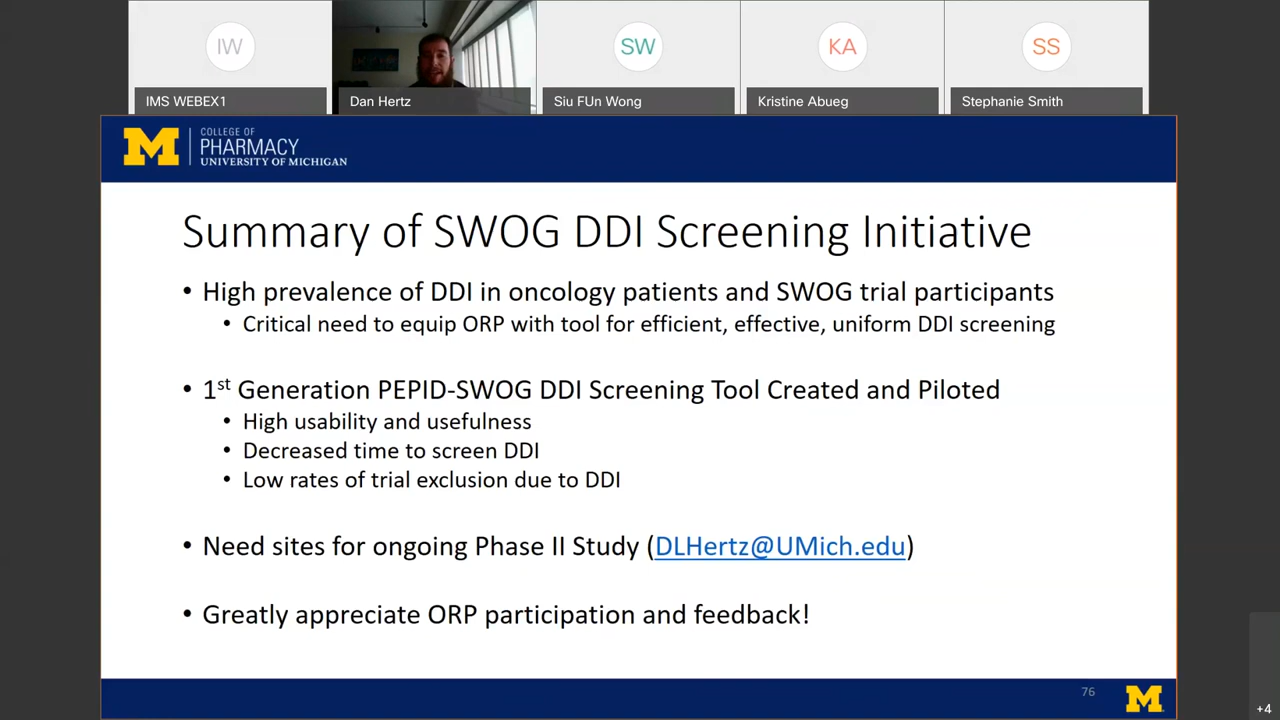 IW
SW
KA
SS
IMS WEBEX1
Dan Hertz
Siu FUn Wong
Kristine Abueg
Stephanie Smith
M
COLLEGE OF
PHARMACY
UNIVERSITY OF MICHIGAN
Summary of SWOG DDI Screening Initiative
• High prevalence of DDI in oncology patients and SWOG trial participants
• Critical need to equip ORP with tool for efficient, effective, uniform DDI screening
• 1st Generation PEPID-SWOG DDI Screening Tool Created and Piloted
• High usability and usefulness
• Decreased time to screen DDI
• Low rates of trial exclusion due to DDI
• Need sites for ongoing Phase II Study (DLHertz@UMich.edu)
• Greatly appreciate ORP participation and feedback!
76
M
+4